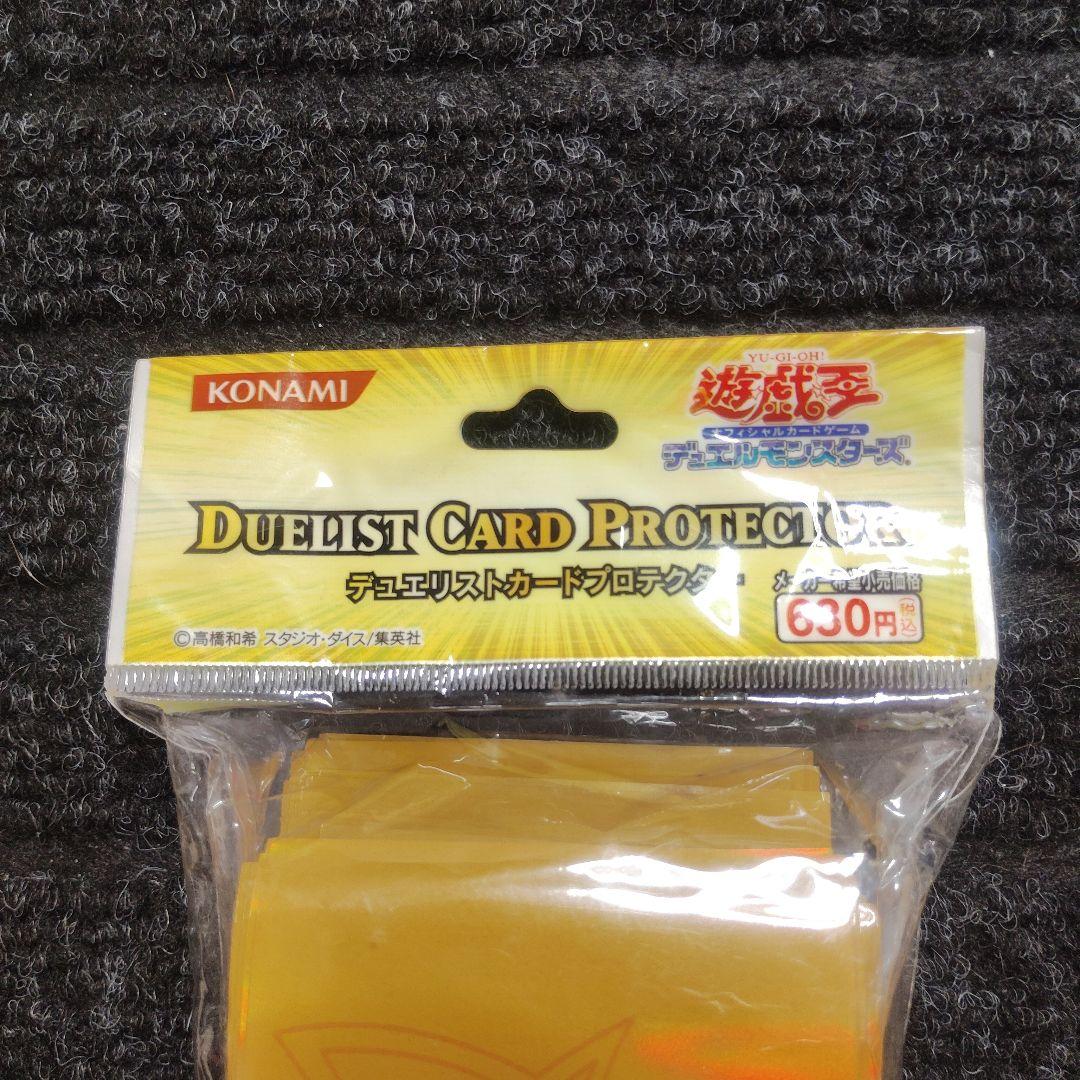 KONAMI
YU-GI-OH!
遊戯王
オフィシャルカードゲーム
デュエルモンスターズ
DUELIST CARD PROTECTOR
デュエリストカードプロテクター
メーカー希望小売価格
630円(税込)
©高橋和希 スタジオ・ダイス/集英社